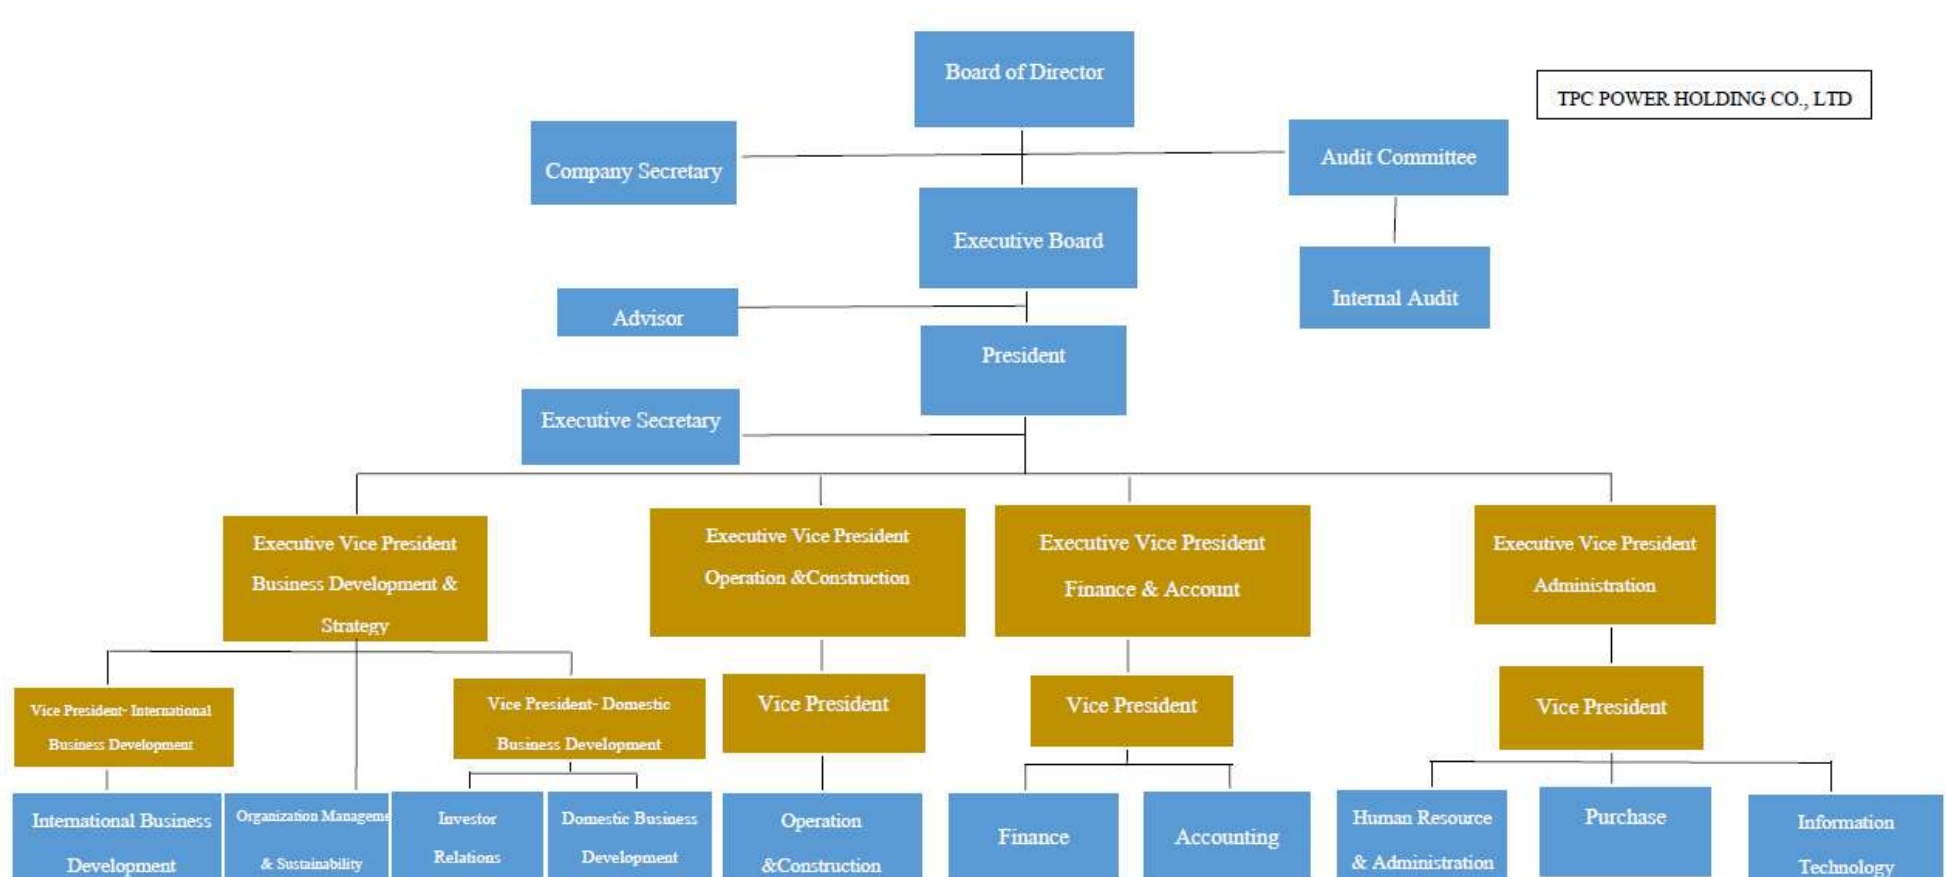 Board of Director
TPC POWER HOLDING CO., LTD
Company Secretary
Audit Committee
Executive Board
Internal Audit
Advisor
President
Executive Secretary
Executive Vice President
Business Development &
Strategy
Executive Vice President
Operation &Construction
Executive Vice President
Finance & Account
Executive Vice President
Administration
Vice President- International
Business Development
Vice President- Domestic
Business Development
Vice President
Vice President
Vice President
International Business
Development
Organization Manageme
& Sustainability
Investor
Relations
Domestic Business
Development
Operation
&Construction
Finance
Accounting
Human Resource
& Administration
Purchase
Information
Technology